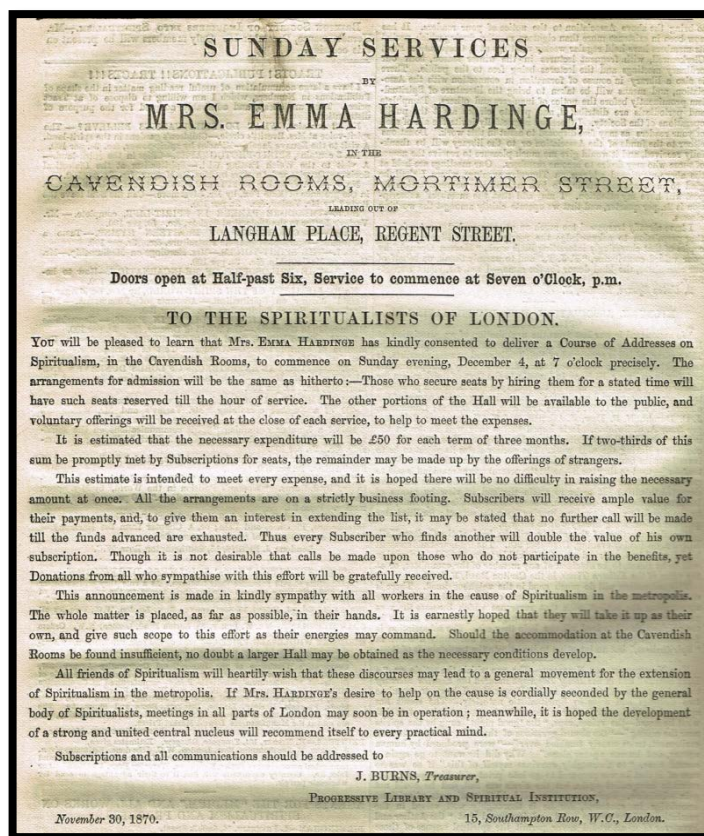 SUNDAY SERVICES
BY
MRS. EMMA HARDINGE,
IN THE
CAVENDISH ROOMS, MORTIMER STREET,
LEADING OUT OF
LANGHAM PLACE, REGENT STREET.
Doors open at Half-past Six, Service to commence at Seven o'Clock, p.m.
TO THE SPIRITUALISTS OF LONDON.
YOU will be pleased to learn that Mrs. EMMA HARDINGE has kindly consented to deliver a Course of Addresses on
Spiritualism, in the Cavendish Rooms, to commence on Sunday evening, December 4, at 7 o'clock precisely. The
arrangements for admission will be the same as hitherto:—Those who secure seats by hiring them for a stated time will
have such seats reserved till the hour of service. The other portions of the Hall will be available to the public, and
voluntary offerings will be received at the close of each service, to help to meet the expenses.
It is estimated that the necessary expenditure will be £50 for each term of three months. If two-thirds of this
sum be promptly met by Subscriptions for seats, the remainder may be made up by the offerings of strangers.
This estimate is intended to meet every expense, and it is hoped there will be no difficulty in raising the necessary
amount at once. All the arrangements are on a strictly business footing. Subscribers will receive ample value for
their payments, and, to give them an interest in extending the list, it may be stated that no further call will be made
till the funds advanced are exhausted. Thus every Subscriber who finds another will double the value of his own
subscription. Though it is not desirable that calls be made upon those who do not participate in the benefits, yet
Donations from all who sympathise with this effort will be gratefully received.
This announcement is made in kindly sympathy with all workers in the cause of Spiritualism in the metropolis.
The whole matter is placed, as far as possible, in their hands. It is earnestly hoped that they will take it up as their
own, and give such scope to this effort as their energies may command. Should the accommodation at the Cavendish
Rooms be found insufficient, no doubt a larger Hall may be obtained as the necessary conditions develop.
All friends of Spiritualism will heartily wish that these discourses may lead to a general movement for the extension
of Spiritualism in the metropolis. If Mrs. HARDINGE'S desire to help on the cause is cordially seconded by the general
body of Spiritualists, meetings in all parts of London may soon be in operation; meanwhile, it is hoped the development
of a strong and united central nucleus will recommend itself to every practical mind.
Subscriptions and all communications should be addressed to
J. BURNS, Treasurer,
PROGRESSIVE LIBRARY AND SPIRITUAL INSTITUTION,
November 30, 1870. 15, Southampton Row, W.C., London.